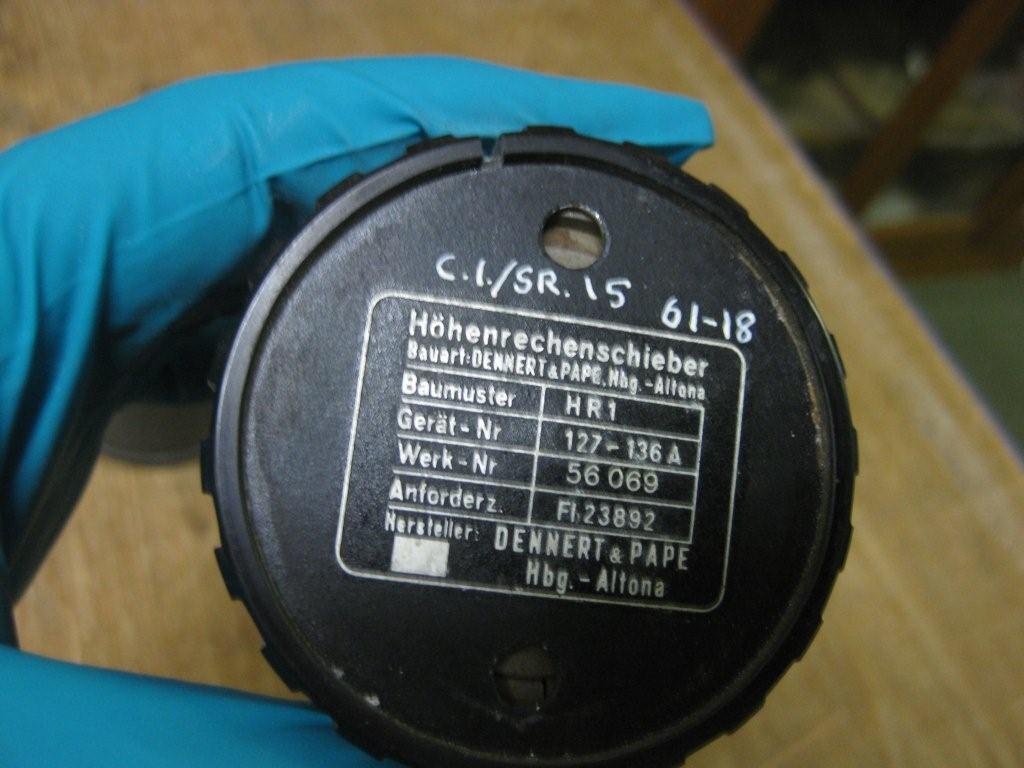 C.I./SR.15 61-18
Höhenrechenschieber
Bauart: DENNERT & PAPE, Hbg.-Altona
Baumuster HR1
Gerät-Nr 127-136 A
Werk-Nr 56 069
Anforderz. Fl.23892
Hersteller: DENNERT & PAPE
Hbg.-Altona